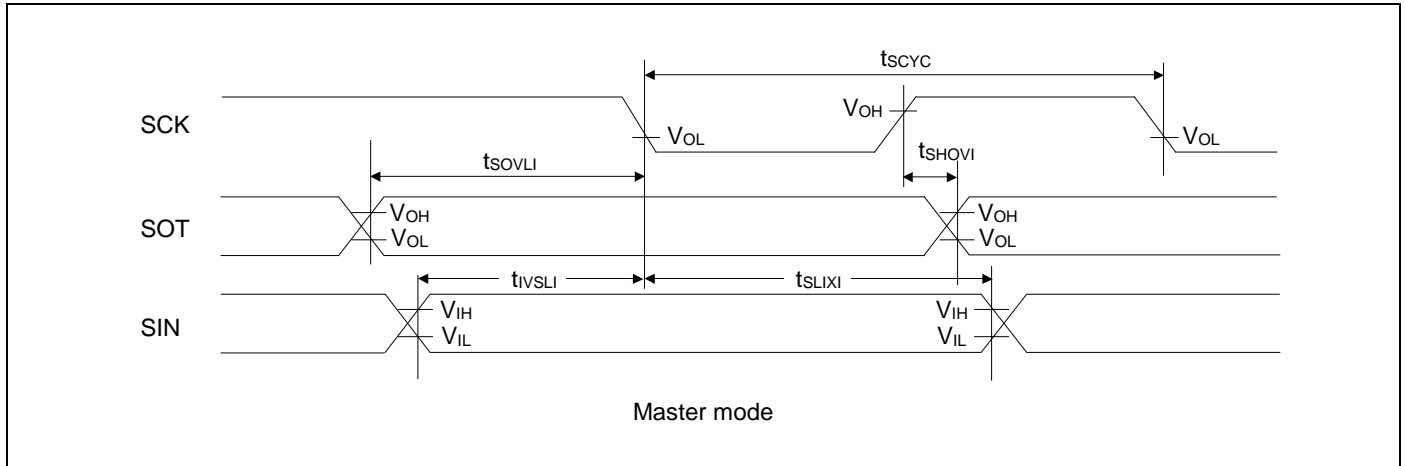 tSCYC
SCK
VOH
VOL
VOL
tSHOVI
tSOVLI
SOT
VOH
VOL
VOH
VOL
tIVSLI
tSLIXI
SIN
VIH
VIL
VIH
VIL
Master mode